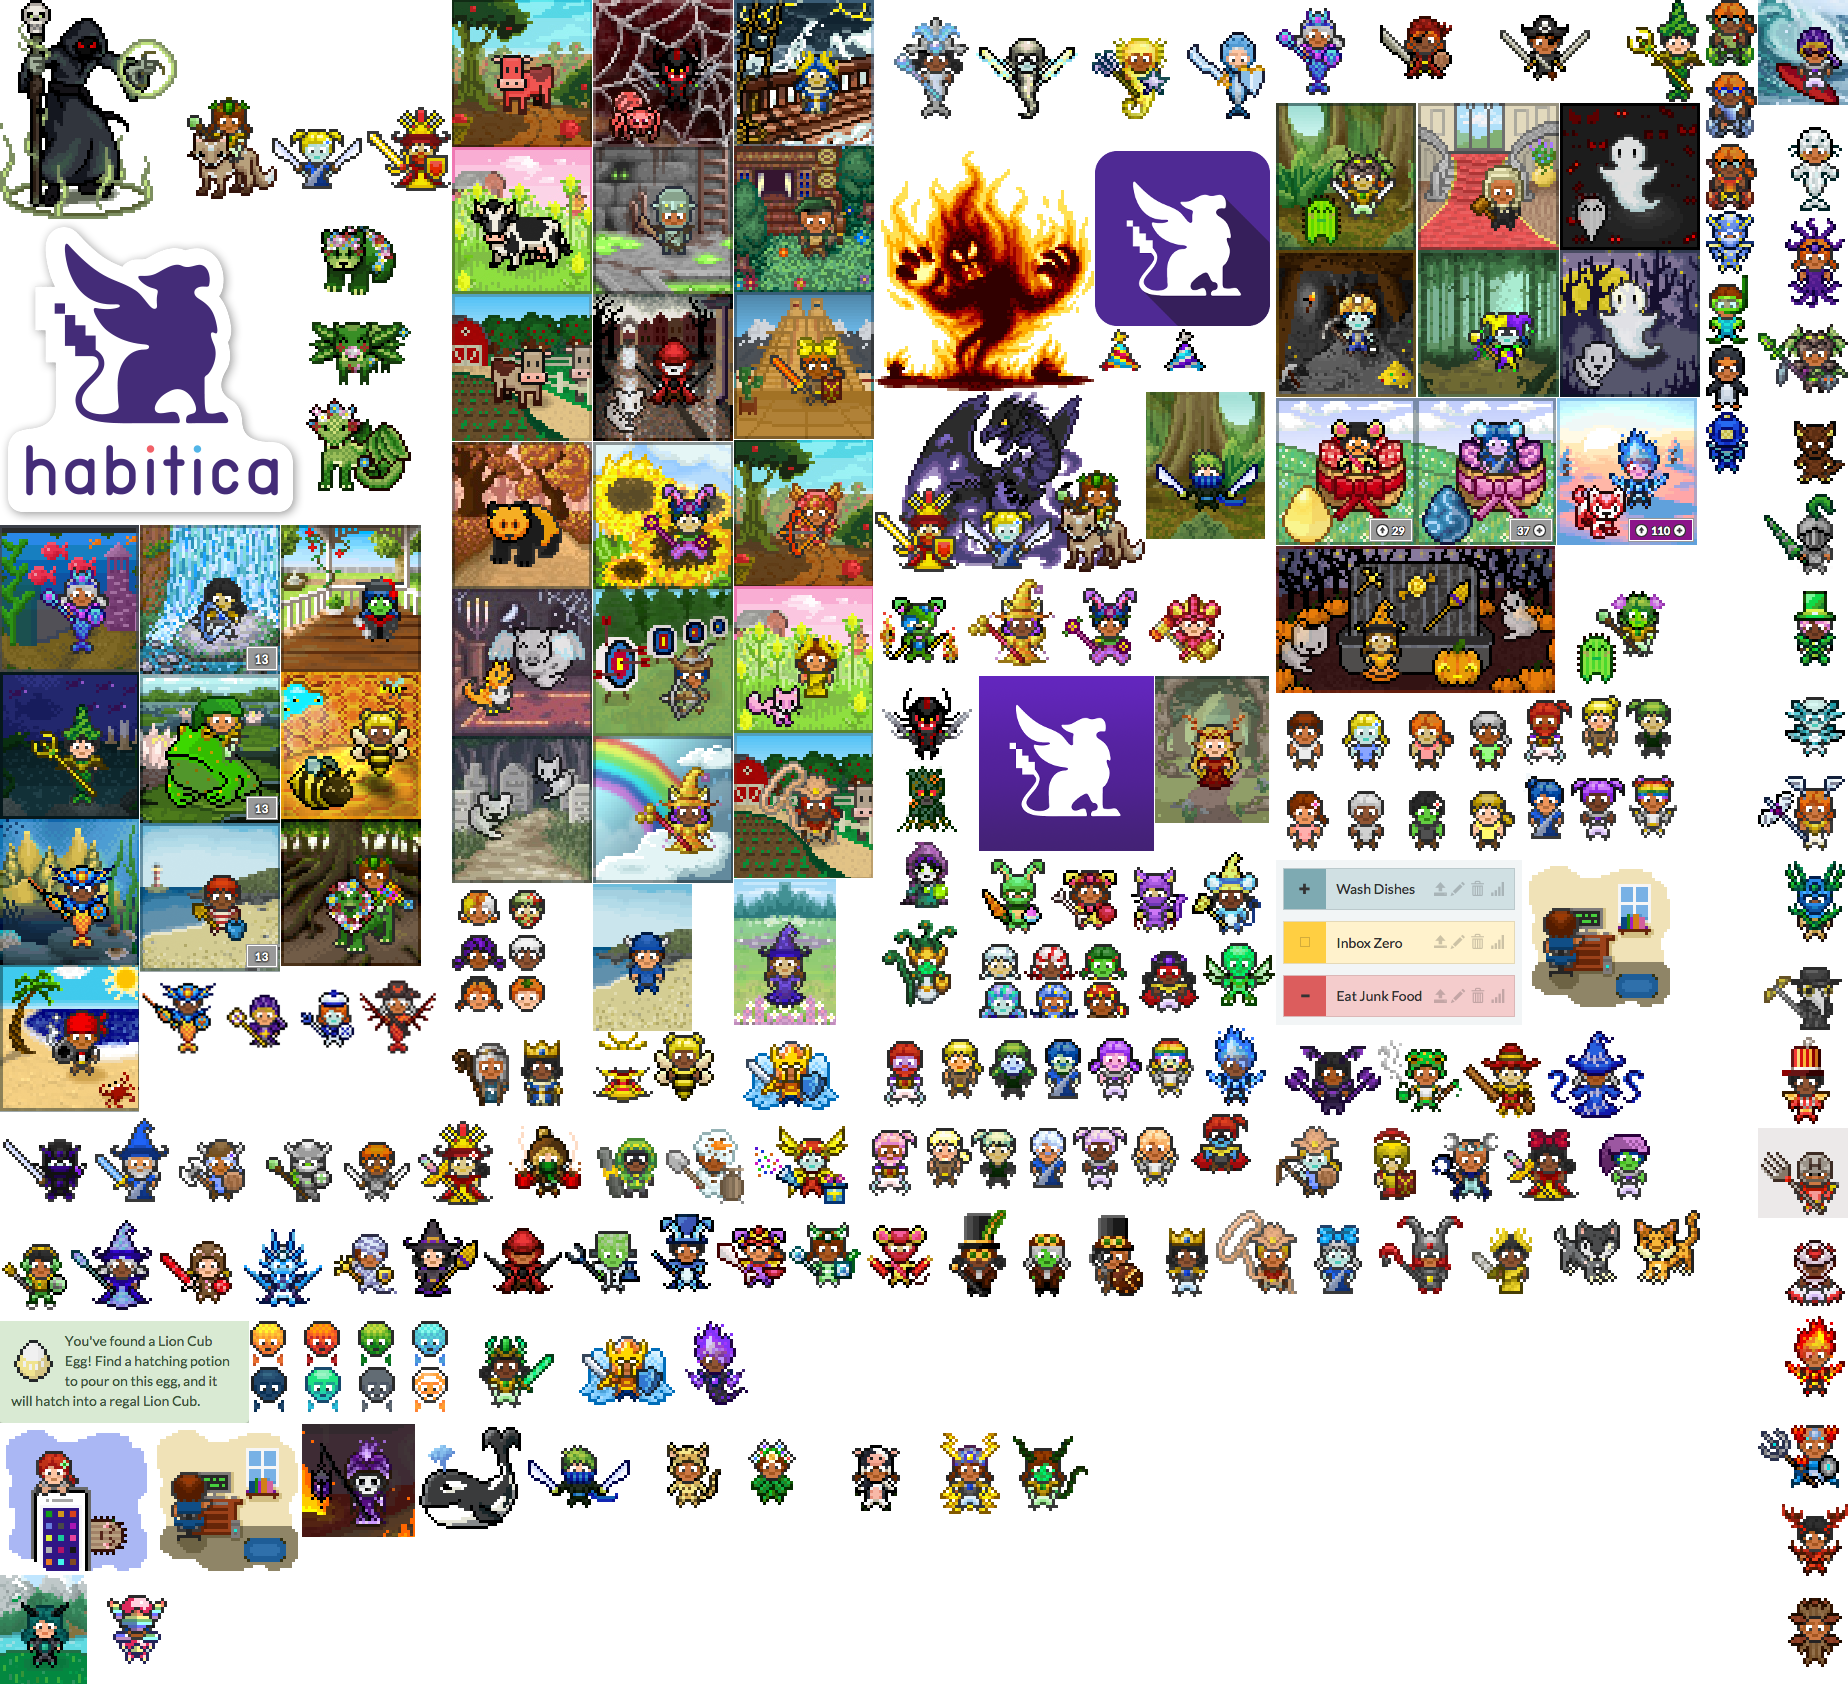 habitica
13
13
13
29
37
110
+ Wash Dishes
Inbox Zero
- Eat Junk Food
You've found a Lion Cub
Egg! Find a hatching potion
to pour on this egg, and it
will hatch into a regal Lion Cub.